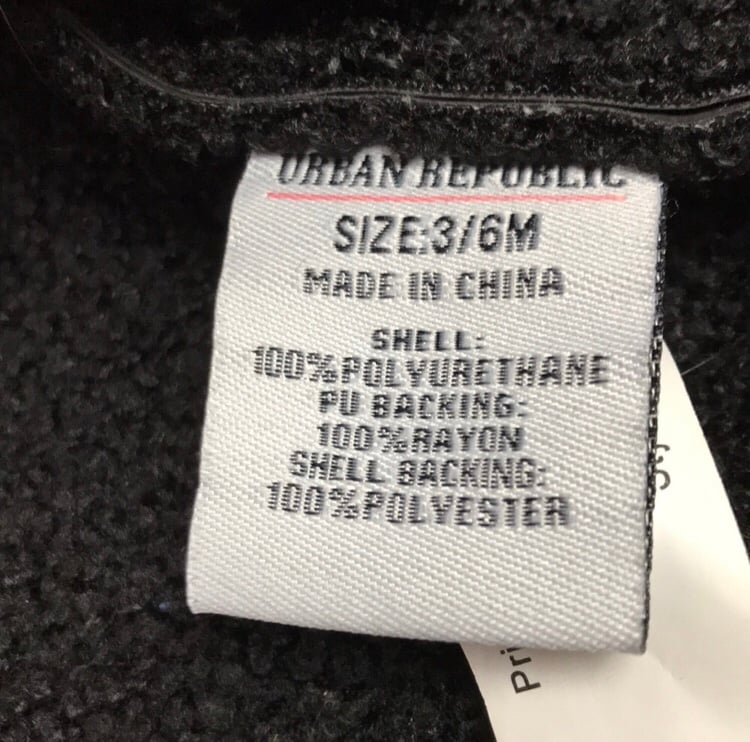 URBAN REPUBLIC
SIZE:3/6M
MADE IN CHINA
SHELL:
100%POLYURETHANE
PU BACKING:
100%RAYON
SHELL BACKING:
100%POLYESTER
Pri